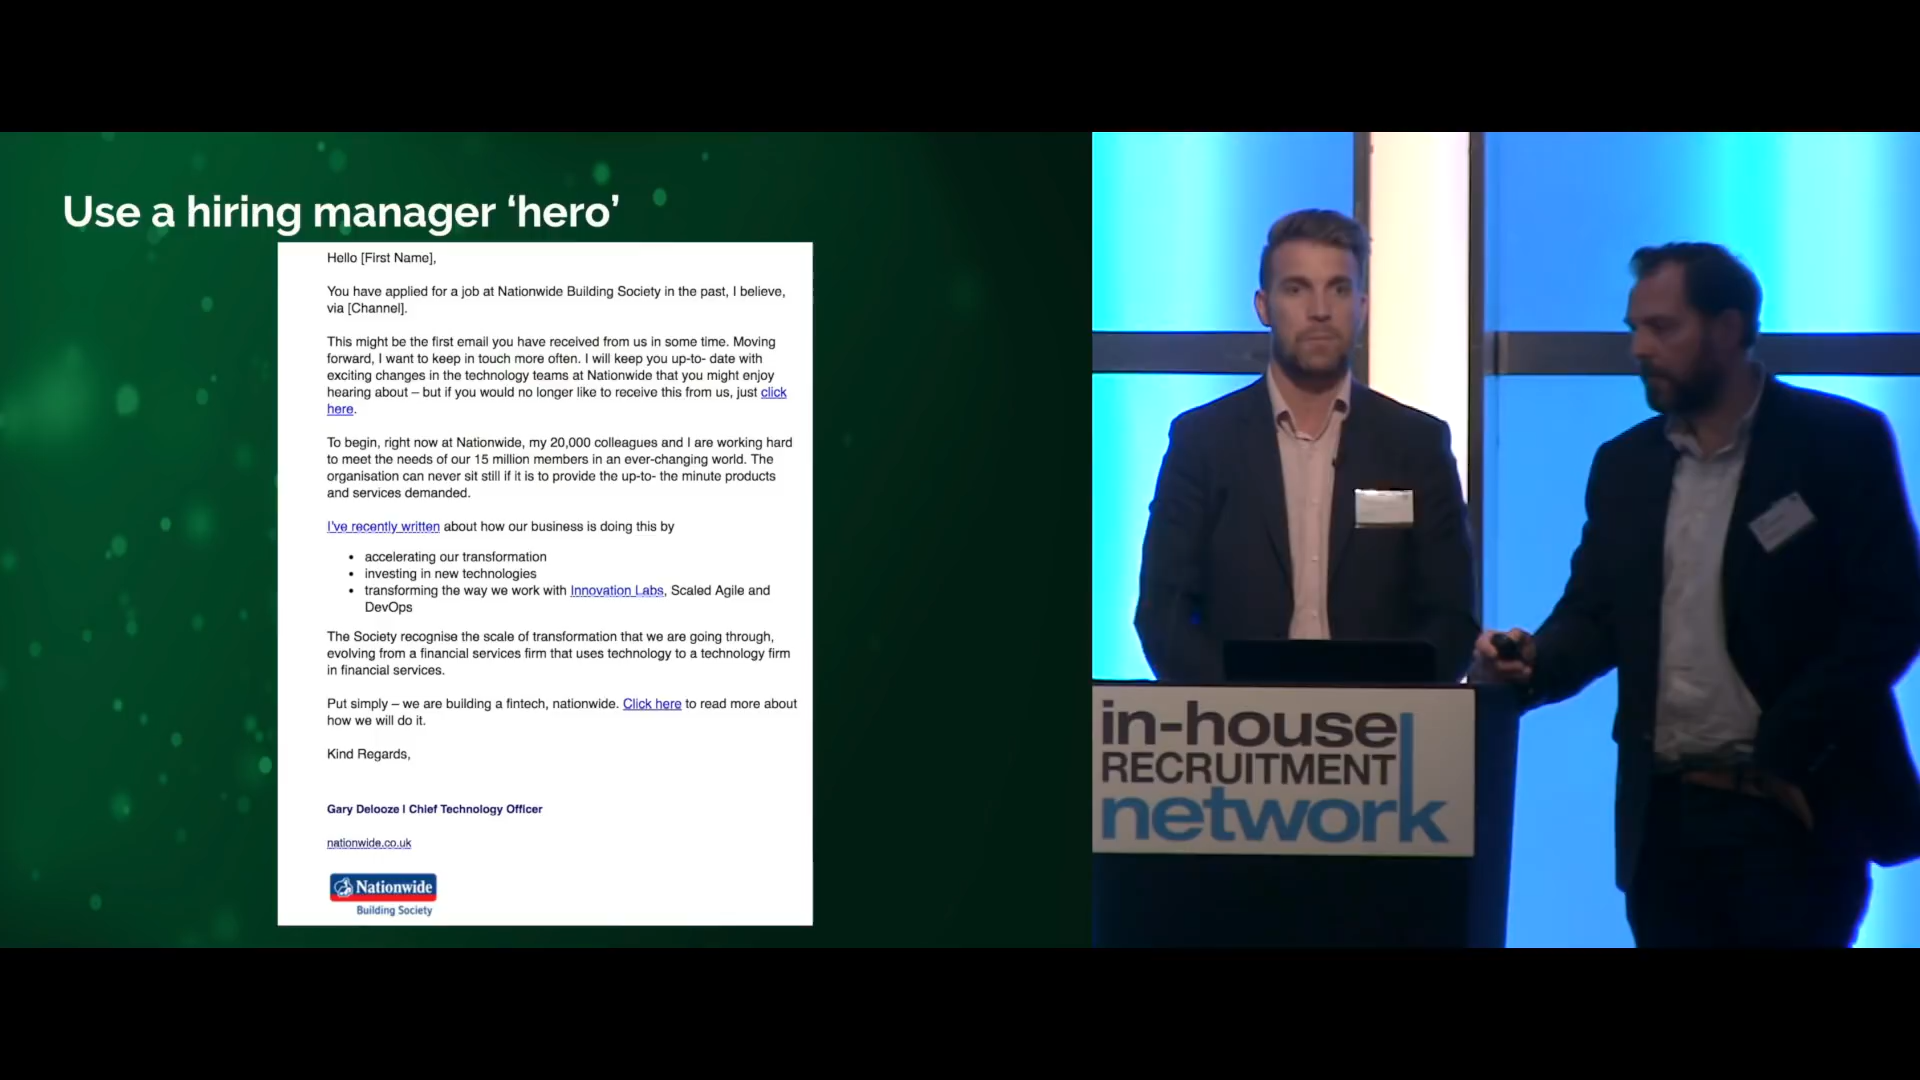 Use a hiring manager ‘hero’
Hello [First Name],
You have applied for a job at Nationwide Building Society in the past, I believe,
via [Channel].
This might be the first email you have received from us in some time. Moving
forward, I want to keep in touch more often. I will keep you up-to- date with
exciting changes in the technology teams at Nationwide that you might enjoy
hearing about – but if you would no longer like to receive this from us, just click
here.
To begin, right now at Nationwide, my 20,000 colleagues and I are working hard
to meet the needs of our 15 million members in an ever-changing world. The
organisation can never sit still if it is to provide the up-to- the minute products
and services demanded.
I've recently written about how our business is doing this by
• accelerating our transformation
• investing in new technologies
• transforming the way we work with Innovation Labs, Scaled Agile and
DevOps
The Society recognise the scale of transformation that we are going through,
evolving from a financial services firm that uses technology to a technology firm
in financial services.
Put simply – we are building a fintech, nationwide. Click here to read more about
how we will do it.
Kind Regards,
Gary Delooze I Chief Technology Officer
nationwide.co.uk
Nationwide
Building Society
in-house
RECRUITMENT
network